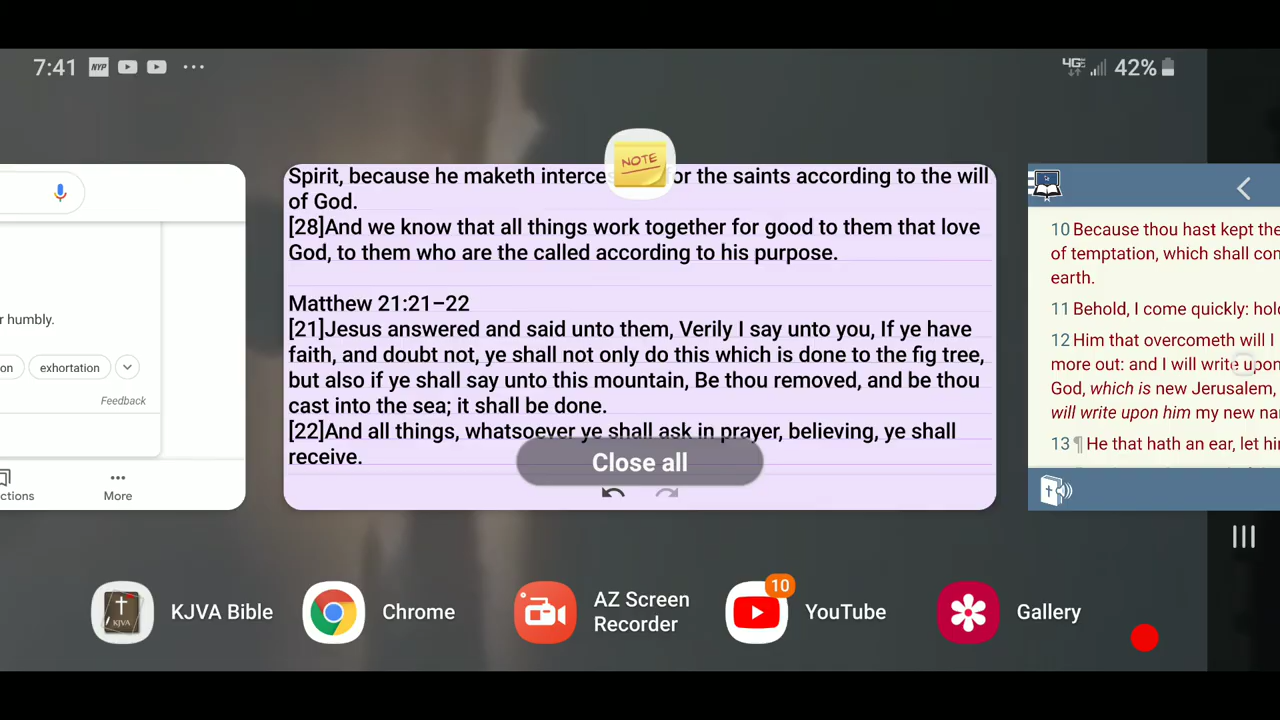 7:41 NYP ... 4GE 42%
NOTE
Spirit, because he maketh interce for the saints according to the will
of God.
[28]And we know that all things work together for good to them that love
God, to them who are the called according to his purpose.
Matthew 21:21–22
[21]Jesus answered and said unto them, Verily I say unto you, If ye have
faith, and doubt not, ye shall not only do this which is done to the fig tree,
but also if ye shall say unto this mountain, Be thou removed, and be thou
cast into the sea; it shall be done.
[22]And all things, whatsoever ye shall ask in prayer, believing, ye shall
receive.
Close all
r humbly.
on
exhortation
Feedback
ctions
More
10 Because thou hast kept the
of temptation, which shall con
earth.
11 Behold, I come quickly: hold
12 Him that overcometh will I
more out: and I will write upon
God, which is new Jerusalem,
will write upon him my new na
13 ¶ He that hath an ear, let hi
KJVA
KJVA Bible
Chrome
AZ Screen
Recorder
10
YouTube
Gallery